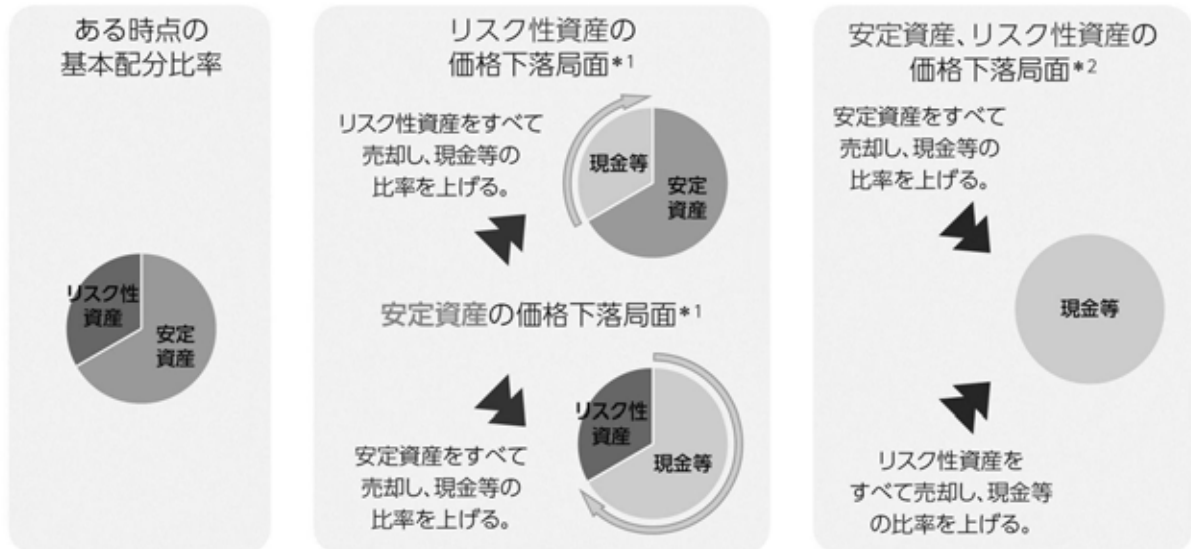 ある時点の
基本配分比率
リスク性
資産
安定
資産
リスク性資産の
価格下落局面*1
リスク性資産をすべて
売却し、現金等の
比率を上げる。
現金等
安定
資産
安定資産の価格下落局面*1
安定資産をすべて
売却し、現金等の
比率を上げる。
リスク性
資産
現金等
安定資産、リスク性資産の
価格下落局面*2
安定資産をすべて
売却し、現金等の
比率を上げる。
現金等
リスク性資産を
すべて売却し、現金等
の比率を上げる。